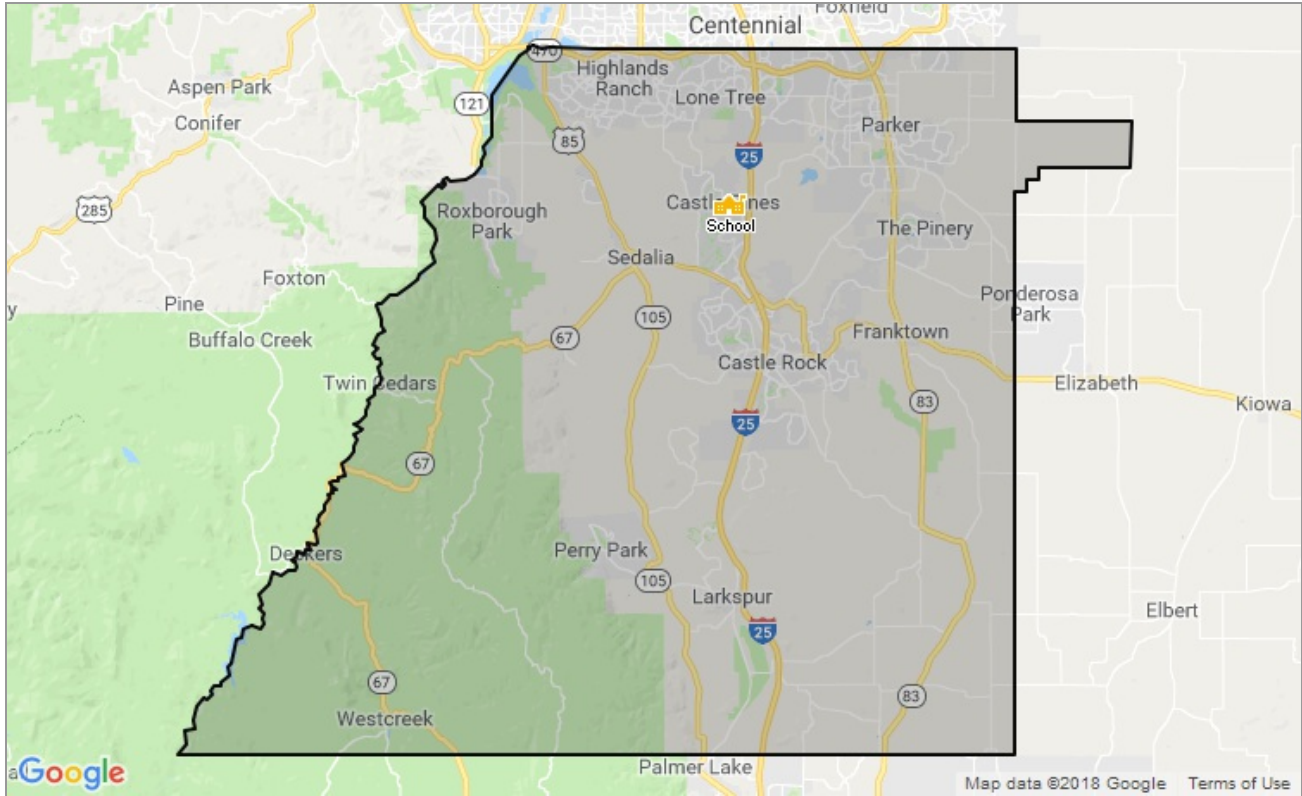 Foxfield
Centennial
470
Highlands
Ranch
Aspen Park
121
Lone Tree
Conifer
85
Parker
25
285
Roxborough
Park
School
The Pinery
Sedalia
Foxton
Pine
Ponderosa
Park
y
105
Buffalo Creek
67
Franktown
Castle Rock
Twin Cedars
Elizabeth
83
Kiowa
25
67
Deckers
Perry Park
105
Larkspur
Elbert
25
67
83
Westcreek
Palmer Lake
a
Google
Map data ©2018 Google
Terms of Use